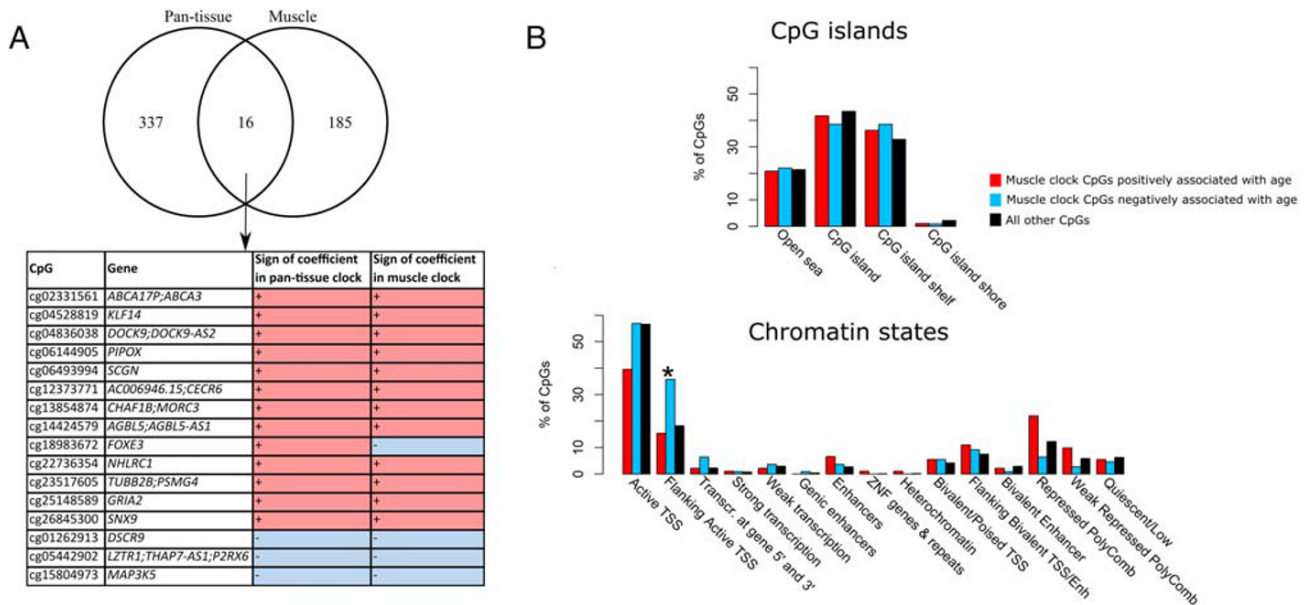 A
Pan-tissue Muscle
337 16 185
CpG Gene Sign of coefficient in pan-tissue clock Sign of coefficient in muscle clock
cg02331561 ABCA17P;ABCA3 + +
cg04528819 KLF14 + +
cg04836038 DOCK9;DOCK9-AS2 + +
cg06144905 PIPOX + +
cg06493994 SCGN + +
cg12373771 AC006946.15;CECR6 + +
cg13854874 CHAF1B;MORC3 + +
cg14424579 AGBL5;AGBL5-AS1 + +
cg18983672 FOXE3 + -
cg22736354 NHLRC1 + +
cg23517605 TUBB2B;PSMG4 + +
cg25148589 GRIA2 + +
cg26845300 SNX9 + +
cg01262913 DSCR9 - -
cg05442902 LZTR1;THAP7-AS1;P2RX6 - -
cg15804973 MAP3K5 - -
B
CpG islands
% of CpGs
50
30
10
0
Open sea
CpG island
CpG island shelf
CpG island shore
Muscle clock CpGs positively associated with age
Muscle clock CpGs negatively associated with age
All other CpGs
Chromatin states
% of CpGs
50
30
10
0
*
Active TSS
Flanking Active TSS
Transcr. at gene 5' and 3'
Strong transcription
Weak transcription
Genic enhancers
Enhancers
ZNF genes & repeats
Heterochromatin
Bivalent/Poised TSS
Flanking Bivalent TSS/Enh
Bivalent Enhancer
Repressed PolyComb
Weak Repressed PolyComb
Quiescent/Low